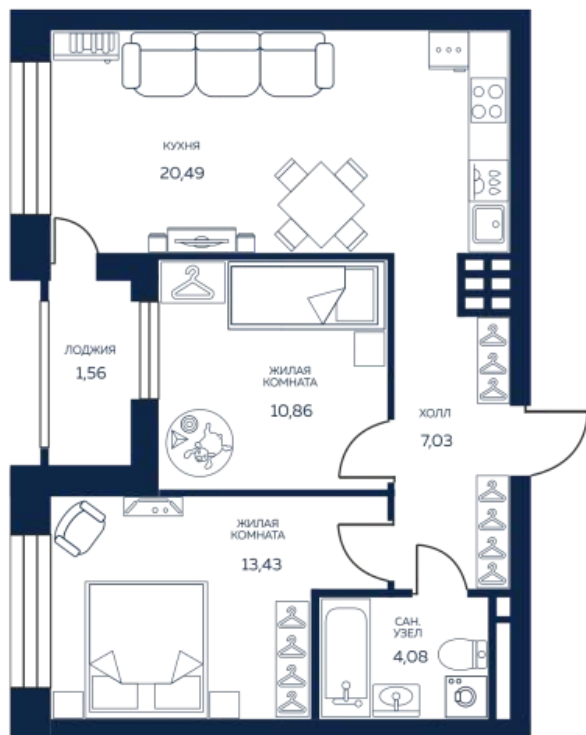 КУХНЯ
20,49
ЛОДЖИЯ
1,56
ЖИЛАЯ
КОМНАТА
10,86
ХОЛЛ
7,03
ЖИЛАЯ
КОМНАТА
13,43
САН.
УЗЕЛ
4,08